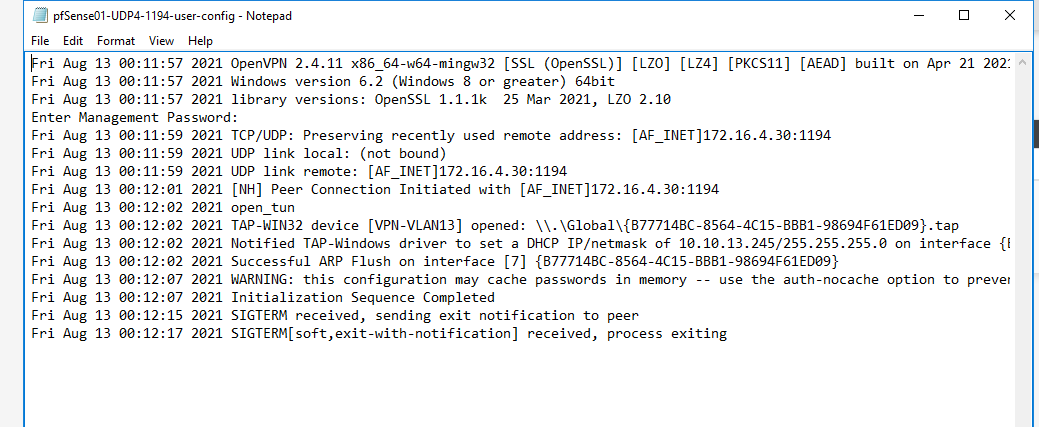 pfSense01-UDP4-1194-user-config - Notepad
File Edit Format View Help
Fri Aug 13 00:11:57 2021 OpenVPN 2.4.11 x86_64-w64-mingw32 [SSL (OpenSSL)] [LZO] [LZ4] [PKCS11] [AEAD] built on Apr 21 2021
Fri Aug 13 00:11:57 2021 Windows version 6.2 (Windows 8 or greater) 64bit
Fri Aug 13 00:11:57 2021 library versions: OpenSSL 1.1.1k  25 Mar 2021, LZO 2.10
Enter Management Password:
Fri Aug 13 00:11:59 2021 TCP/UDP: Preserving recently used remote address: [AF_INET]172.16.4.30:1194
Fri Aug 13 00:11:59 2021 UDP link local: (not bound)
Fri Aug 13 00:11:59 2021 UDP link remote: [AF_INET]172.16.4.30:1194
Fri Aug 13 00:12:01 2021 [NH] Peer Connection Initiated with [AF_INET]172.16.4.30:1194
Fri Aug 13 00:12:02 2021 open_tun
Fri Aug 13 00:12:02 2021 TAP-WIN32 device [VPN-VLAN13] opened: \\.\Global\{B77714BC-8564-4C15-BBB1-98694F61ED09}.tap
Fri Aug 13 00:12:02 2021 Notified TAP-Windows driver to set a DHCP IP/netmask of 10.10.13.245/255.255.255.0 on interface {
Fri Aug 13 00:12:02 2021 Successful ARP Flush on interface [7] {B77714BC-8564-4C15-BBB1-98694F61ED09}
Fri Aug 13 00:12:07 2021 WARNING: this configuration may cache passwords in memory -- use the auth-nocache option to preve
Fri Aug 13 00:12:07 2021 Initialization Sequence Completed
Fri Aug 13 00:12:15 2021 SIGTERM received, sending exit notification to peer
Fri Aug 13 00:12:17 2021 SIGTERM[soft,exit-with-notification] received, process exiting